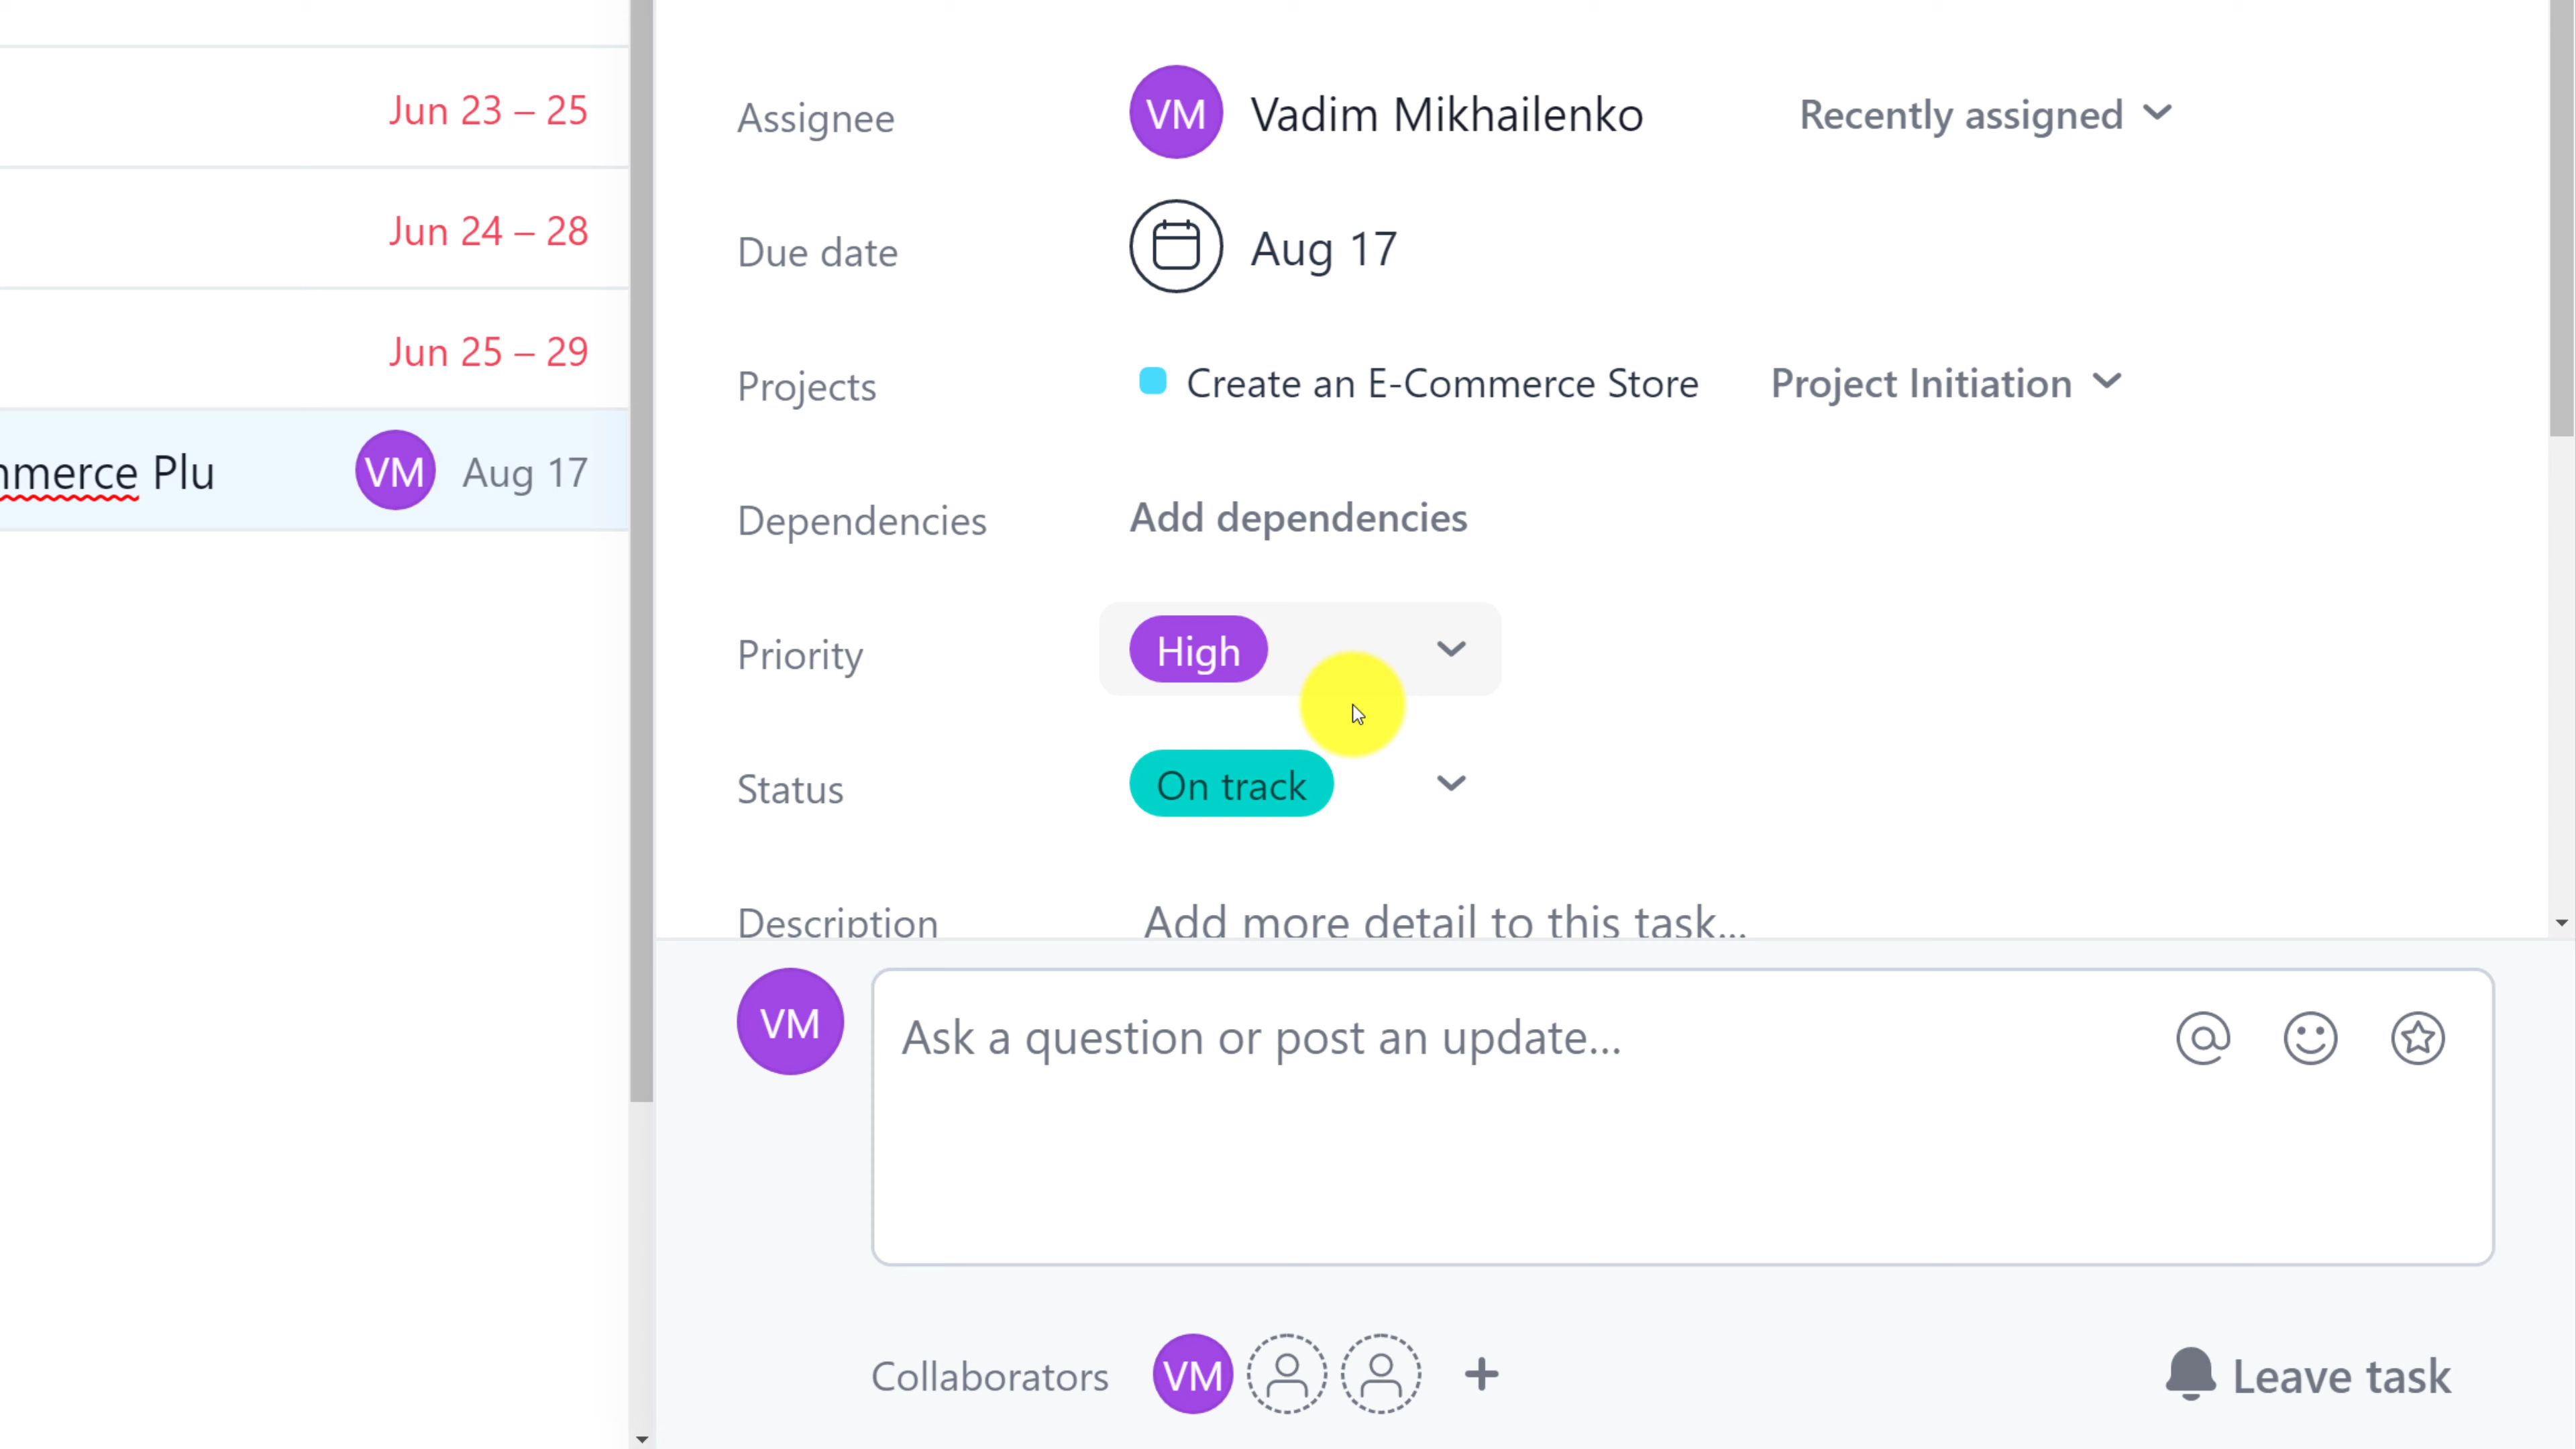 Jun 23 – 25
Jun 24 – 28
Jun 25 – 29
mmerce Plu VM Aug 17
Assignee VM Vadim Mikhailenko Recently assigned
Due date Aug 17
Projects Create an E-Commerce Store Project Initiation
Dependencies Add dependencies
Priority High
Status On track
Description Add more detail to this task...
VM Ask a question or post an update...
Collaborators VM Leave task